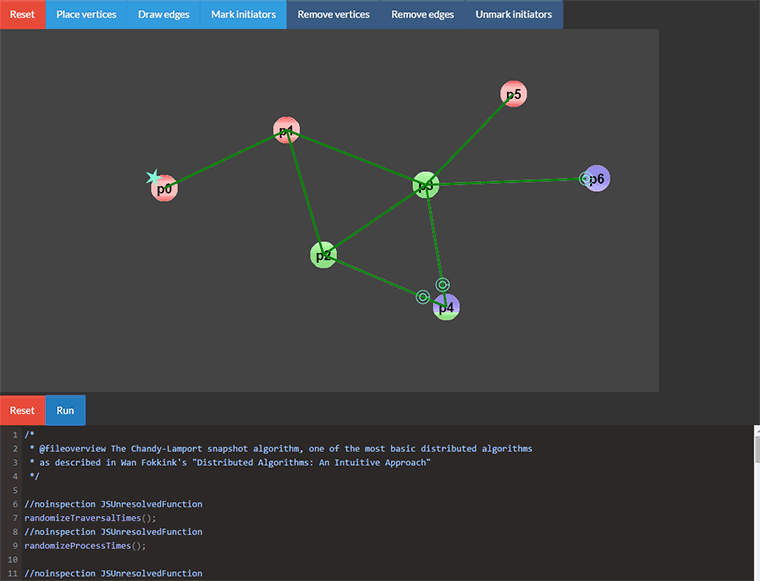 Reset Place vertices Draw edges Mark initiators Remove vertices Remove edges Unmark initiators
p5
p1
p0
p3
p6
p2
p4
Reset Run
1 /*
2 * @fileoverview The Chandy-Lamport snapshot algorithm, one of the most basic distributed algorithms
3 * as described in Wan Fokkink's "Distributed Algorithms: An Intuitive Approach"
4 */
5
6 //noinspection JSUnresolvedFunction
7 randomizeTraversalTimes();
8 //noinspection JSUnresolvedFunction
9 randomizeProcessTimes();
10
11 //noinspection JSUnresolvedFunction